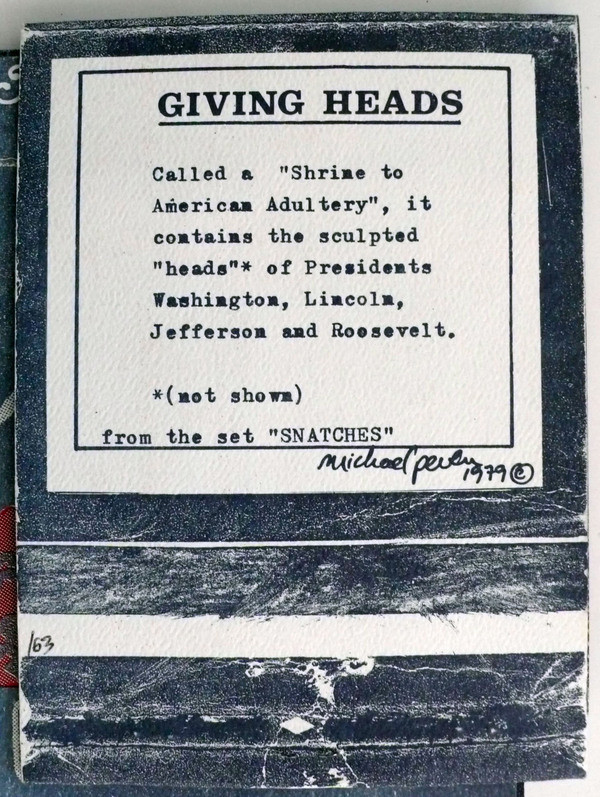 GIVING HEADS
Called a "Shrine to
American Adultery", it
contains the sculpted
"heads"* of Presidents
Washington, Lincoln,
Jefferson and Roosevelt.
*(not shown)
from the set "SNATCHES"
Michael
1979 ©
/63